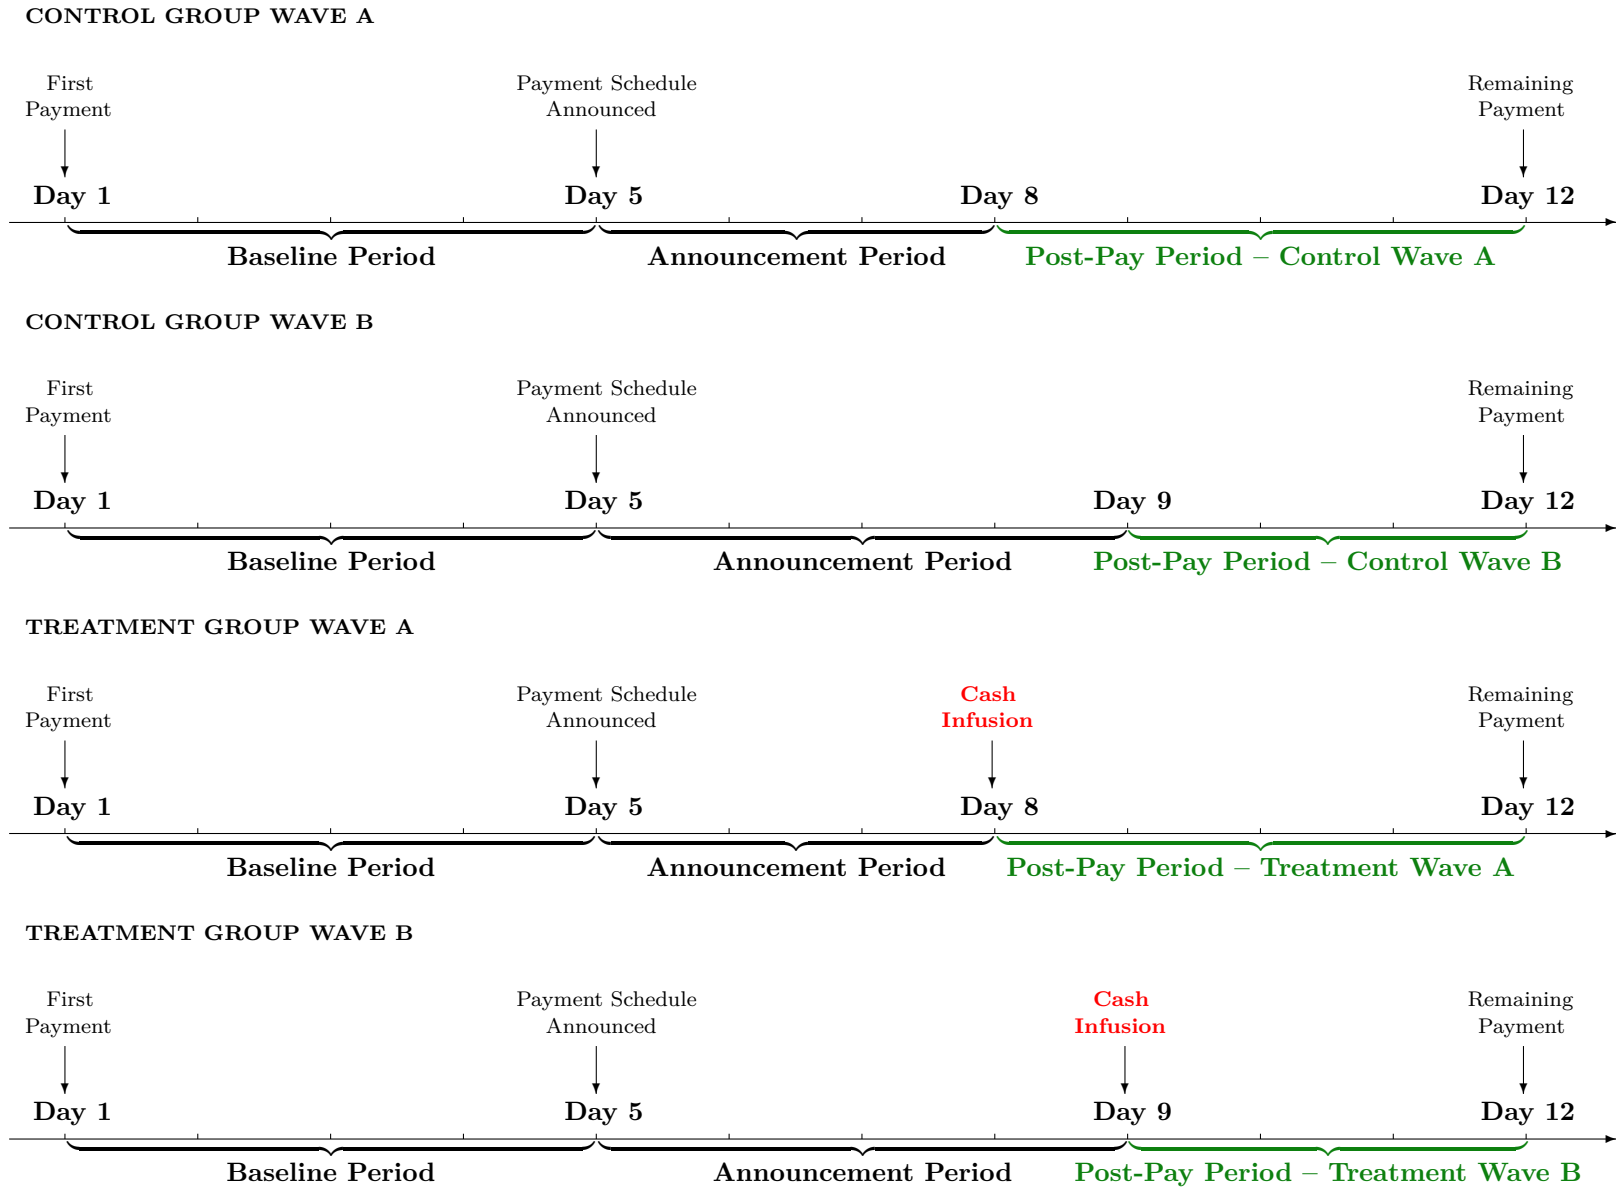 CONTROL GROUP WAVE A
First
Payment
Payment Schedule
Announced
Remaining
Payment
Day 1
Day 5
Day 8
Day 12
Baseline Period
Announcement Period
Post-Pay Period – Control Wave A
CONTROL GROUP WAVE B
First
Payment
Payment Schedule
Announced
Remaining
Payment
Day 1
Day 5
Day 9
Day 12
Baseline Period
Announcement Period
Post-Pay Period – Control Wave B
TREATMENT GROUP WAVE A
First
Payment
Payment Schedule
Announced
Cash
Infusion
Remaining
Payment
Day 1
Day 5
Day 8
Day 12
Baseline Period
Announcement Period
Post-Pay Period – Treatment Wave A
TREATMENT GROUP WAVE B
First
Payment
Payment Schedule
Announced
Cash
Infusion
Remaining
Payment
Day 1
Day 5
Day 9
Day 12
Baseline Period
Announcement Period
Post-Pay Period – Treatment Wave B